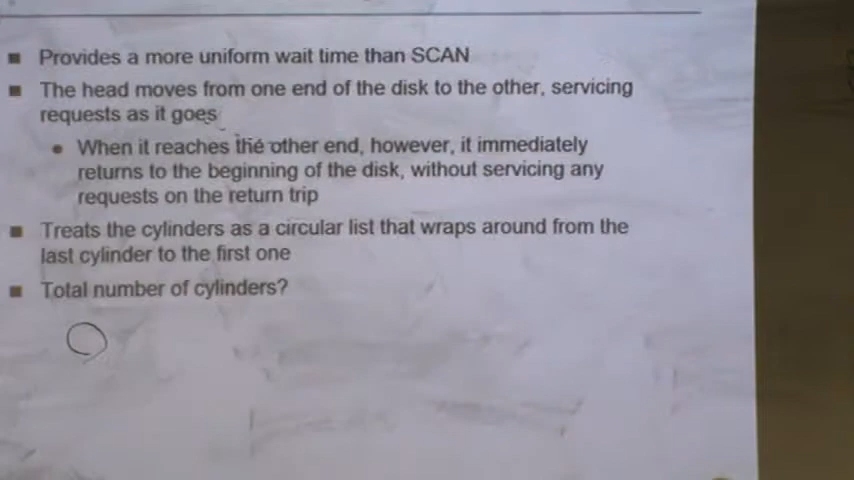 Provides a more uniform wait time than SCAN
The head moves from one end of the disk to the other, servicing
requests as it goes
When it reaches the other end, however, it immediately
returns to the beginning of the disk, without servicing any
requests on the return trip
Treats the cylinders as a circular list that wraps around from the
last cylinder to the first one
Total number of cylinders?